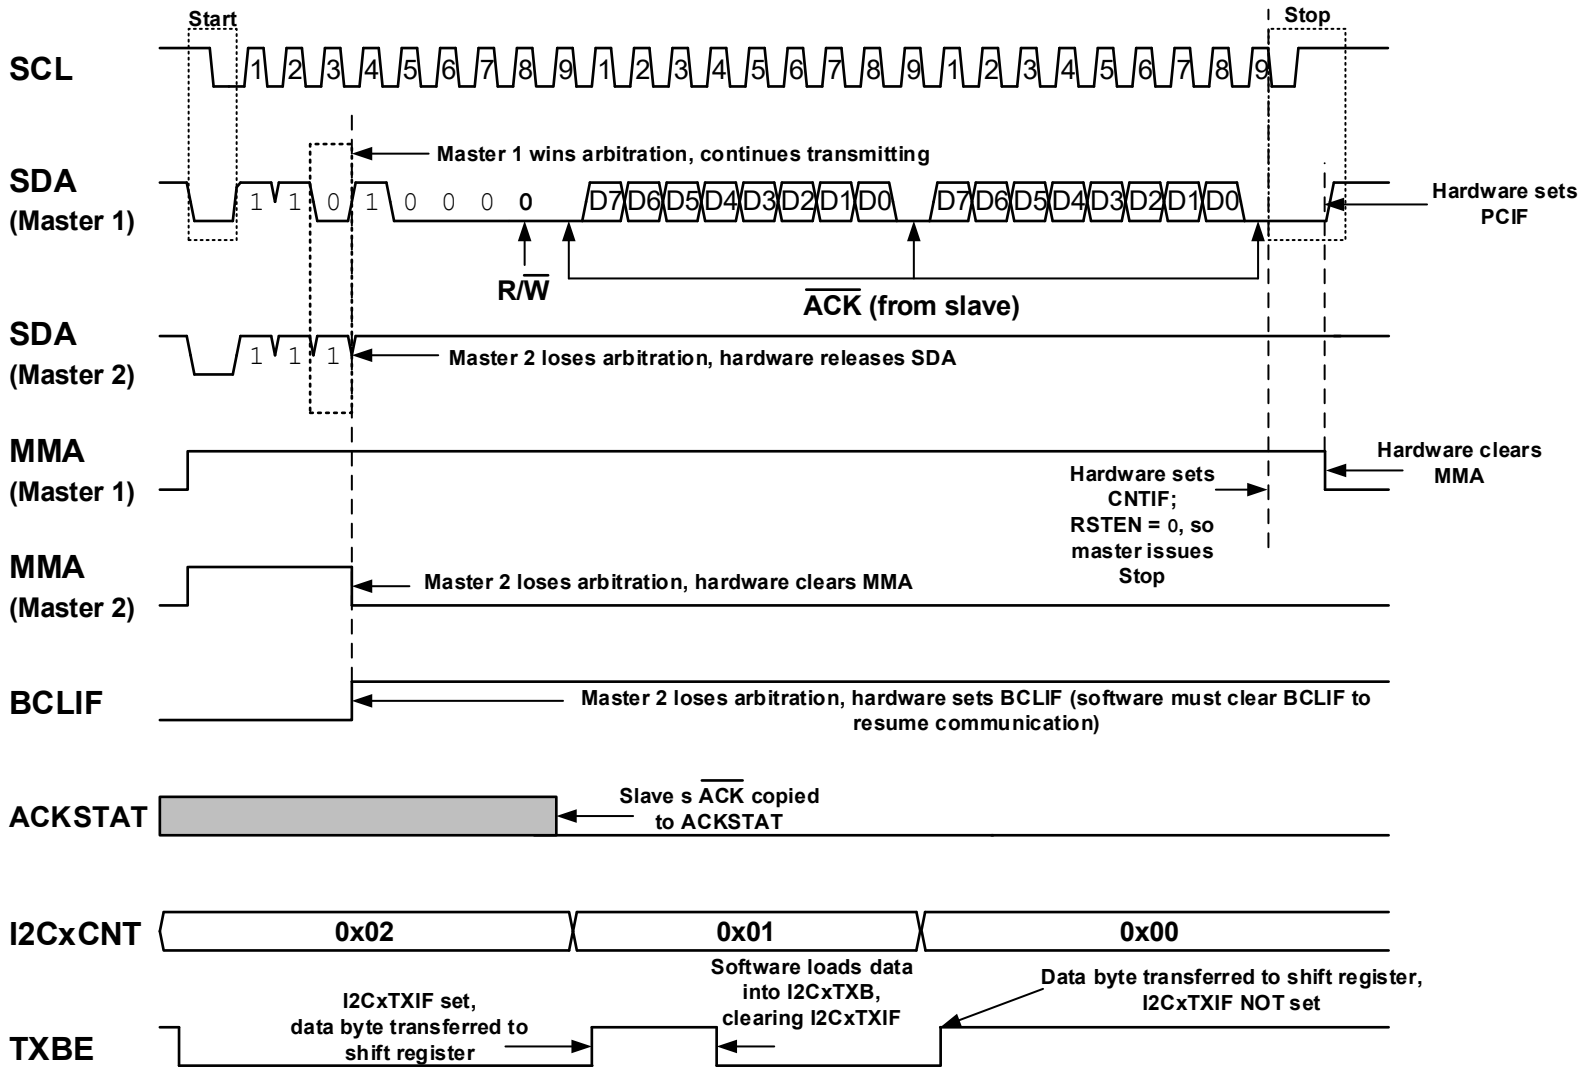 Start
Stop
SCL
1 2 3 4 5 6 7 8 9 1 2 3 4 5 6 7 8 9 1 2 3 4 5 6 7 8 9
Master 1 wins arbitration, continues transmitting
SDA
(Master 1)
1 1 0 1 0 0 0 0 D7 D6 D5 D4 D3 D2 D1 D0 D7 D6 D5 D4 D3 D2 D1 D0
Hardware sets
PCIF
R/W̅
A̅C̅K̅ (from slave)
SDA
(Master 2)
1 1 1
Master 2 loses arbitration, hardware releases SDA
MMA
(Master 1)
Hardware sets
CNTIF;
RSTEN = 0, so
master issues
Stop
Hardware clears
MMA
MMA
(Master 2)
Master 2 loses arbitration, hardware clears MMA
BCLIF
Master 2 loses arbitration, hardware sets BCLIF (software must clear BCLIF to
resume communication)
ACKSTAT
Slave s A̅C̅K̅ copied
to ACKSTAT
I2CxCNT
0x02 0x01 0x00
TXBE
I2CxTXIF set,
data byte transferred to
shift register
Software loads data
into I2CxTXB,
clearing I2CxTXIF
Data byte transferred to shift register,
I2CxTXIF NOT set